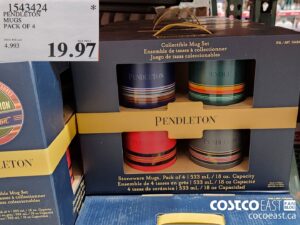 1543424 *
PENDLETON
MUGS
PACK OF 4
4.993
19.97
Collectible Mug Set
Ensemble de tasses à collectionner
Juego de tazas coleccionables
PENDLETON
Stoneware Mugs, Pack of 4 | 533 mL / 18 oz. Capacity
Ensemble de 4 tasses en grès | 533 mL / 18 oz. Capacité
4 tazas de cerámica | 533 mL / 18 oz. Capacidad
COSTCO EAST FAN BLOG
cocoeast.ca